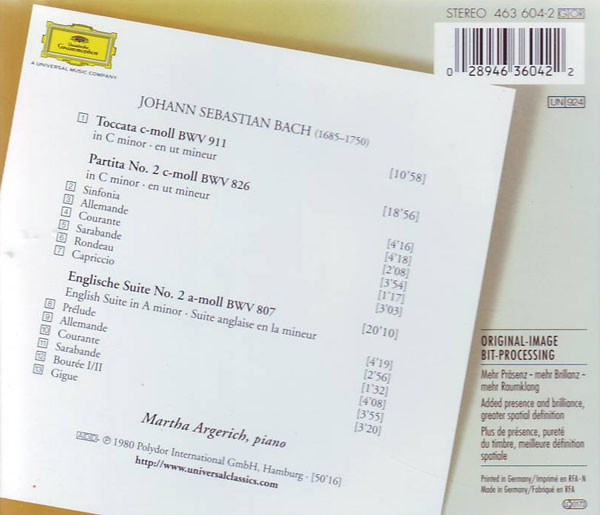 STEREO 463 604-2 GOR
0 28946 36042 2
UN 924
Deutsche
Grammophon
A UNIVERSAL MUSIC COMPANY
JOHANN SEBASTIAN BACH (1685–1750)
1 Toccata c-moll BWV 911 [10'58]
in C minor · en ut mineur
Partita No. 2 c-moll BWV 826 [18'56]
in C minor · en ut mineur
2 Sinfonia [4'16]
3 Allemande [4'18]
4 Courante [2'08]
5 Sarabande [3'54]
6 Rondeau [1'17]
7 Capriccio [3'03]
Englische Suite No. 2 a-moll BWV 807 [20'10]
English Suite in A minor · Suite anglaise en la mineur
8 Prélude [4'19]
9 Allemande [2'56]
10 Courante [1'32]
11 Sarabande [4'08]
12 Bourée I/II [3'55]
13 Gigue [3'20]
Martha Argerich, piano
ADD ℗ 1980 Polydor International GmbH, Hamburg · [50'16]
http://www.universalclassics.com
ORIGINAL-IMAGE
BIT-PROCESSING
Mehr Präsenz - mehr Brillanz -
mehr Raumklang
Added presence and brilliance,
greater spatial definition
Plus de présence, pureté
du timbre, meilleure définition
spatiale
Printed in Germany/Imprimé en RFA - N
Made in Germany/Fabriqué en RFA